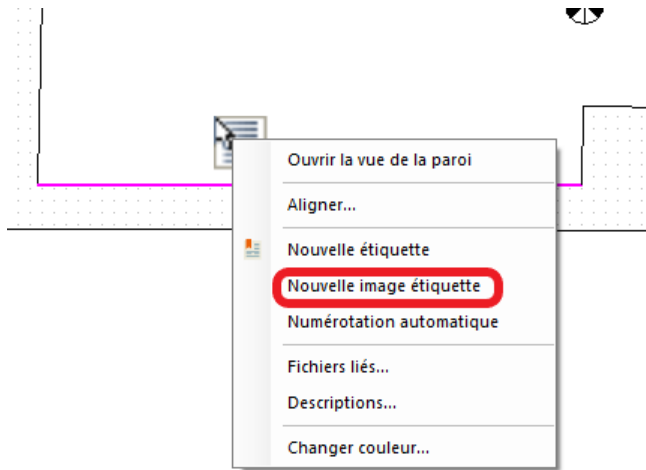 Ouvrir la vue de la paroi
Aligner...
Nouvelle étiquette
Nouvelle image étiquette
Numérotation automatique
Fichiers liés...
Descriptions...
Changer couleur...